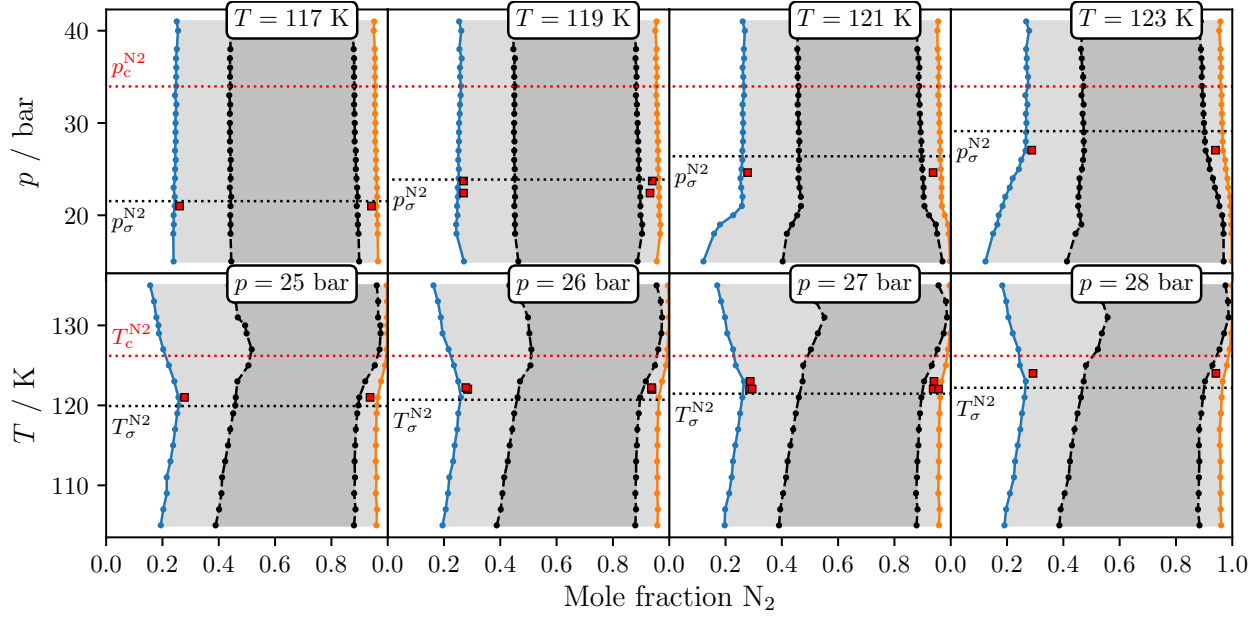 T = 117 K
T = 119 K
T = 121 K
T = 123 K
40
30
20
p / bar
p_c^N2
p_σ^N2
p_σ^N2
p_σ^N2
p_σ^N2
p = 25 bar
p = 26 bar
p = 27 bar
p = 28 bar
130
120
110
T / K
T_c^N2
T_σ^N2
T_σ^N2
T_σ^N2
T_σ^N2
0.0 0.2 0.4 0.6 0.8 0.0 0.2 0.4 0.6 0.8 0.0 0.2 0.4 0.6 0.8 0.0 0.2 0.4 0.6 0.8 1.0
Mole fraction N₂